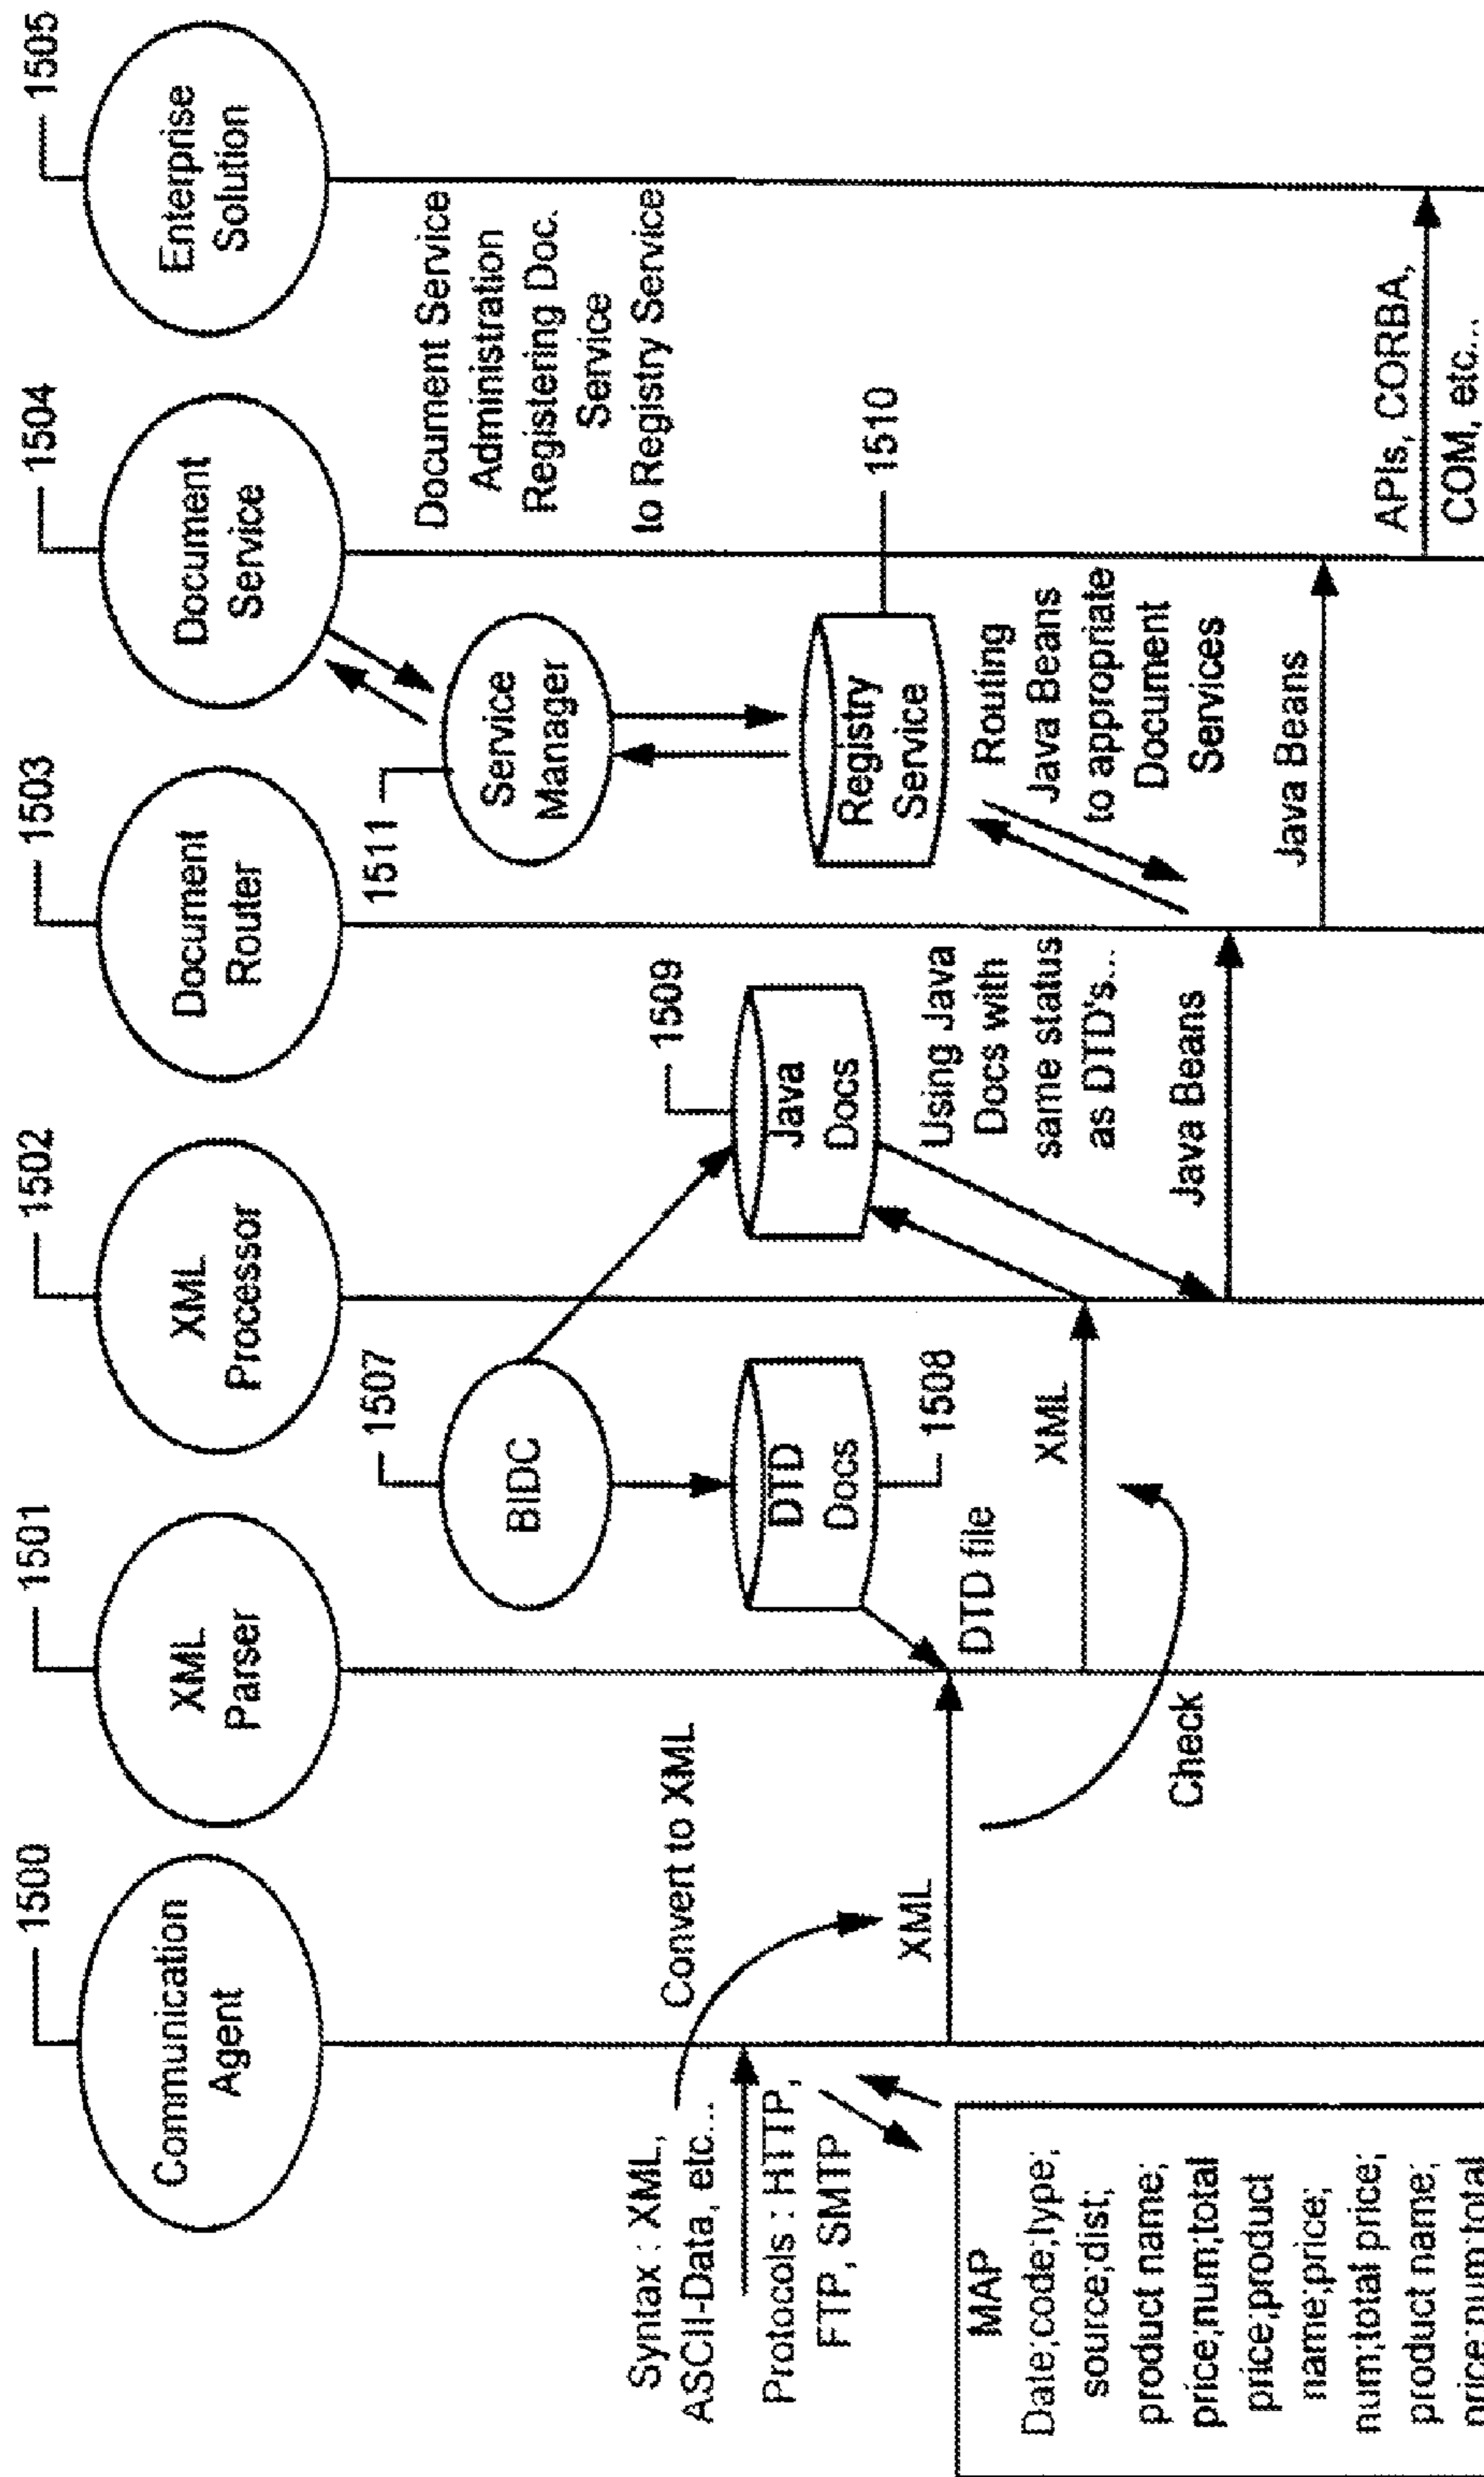 1500
1501
1502
1503
1504
1505
Communication
Agent
XML
Parser
XML
Processor
Document
Router
Document
Service
Enterprise
Solution
1507
BIDC
1511
Service
Manager
Document Service
Administration
Registering Doc.
Service
to Registry Service
Syntax : XML,
ASCII-Data, etc...
Protocols : HTTP,
FTP, SMTP
Convert to XML
XML
DTD
Docs
1508
DTD file
1509
Java
Docs
Using Java
Docs with
same status
as DTD's...
Registry
Service
1510
Routing
Java Beans
to appropriate
Document
Services
XML
Check
Java Beans
Java Beans
APIs, CORBA,
COM, etc...
MAP
Date;code;type;
source;dist;
product name;
price;num;total
price;product
name;price;
num;total price;
product name;
price;num;total